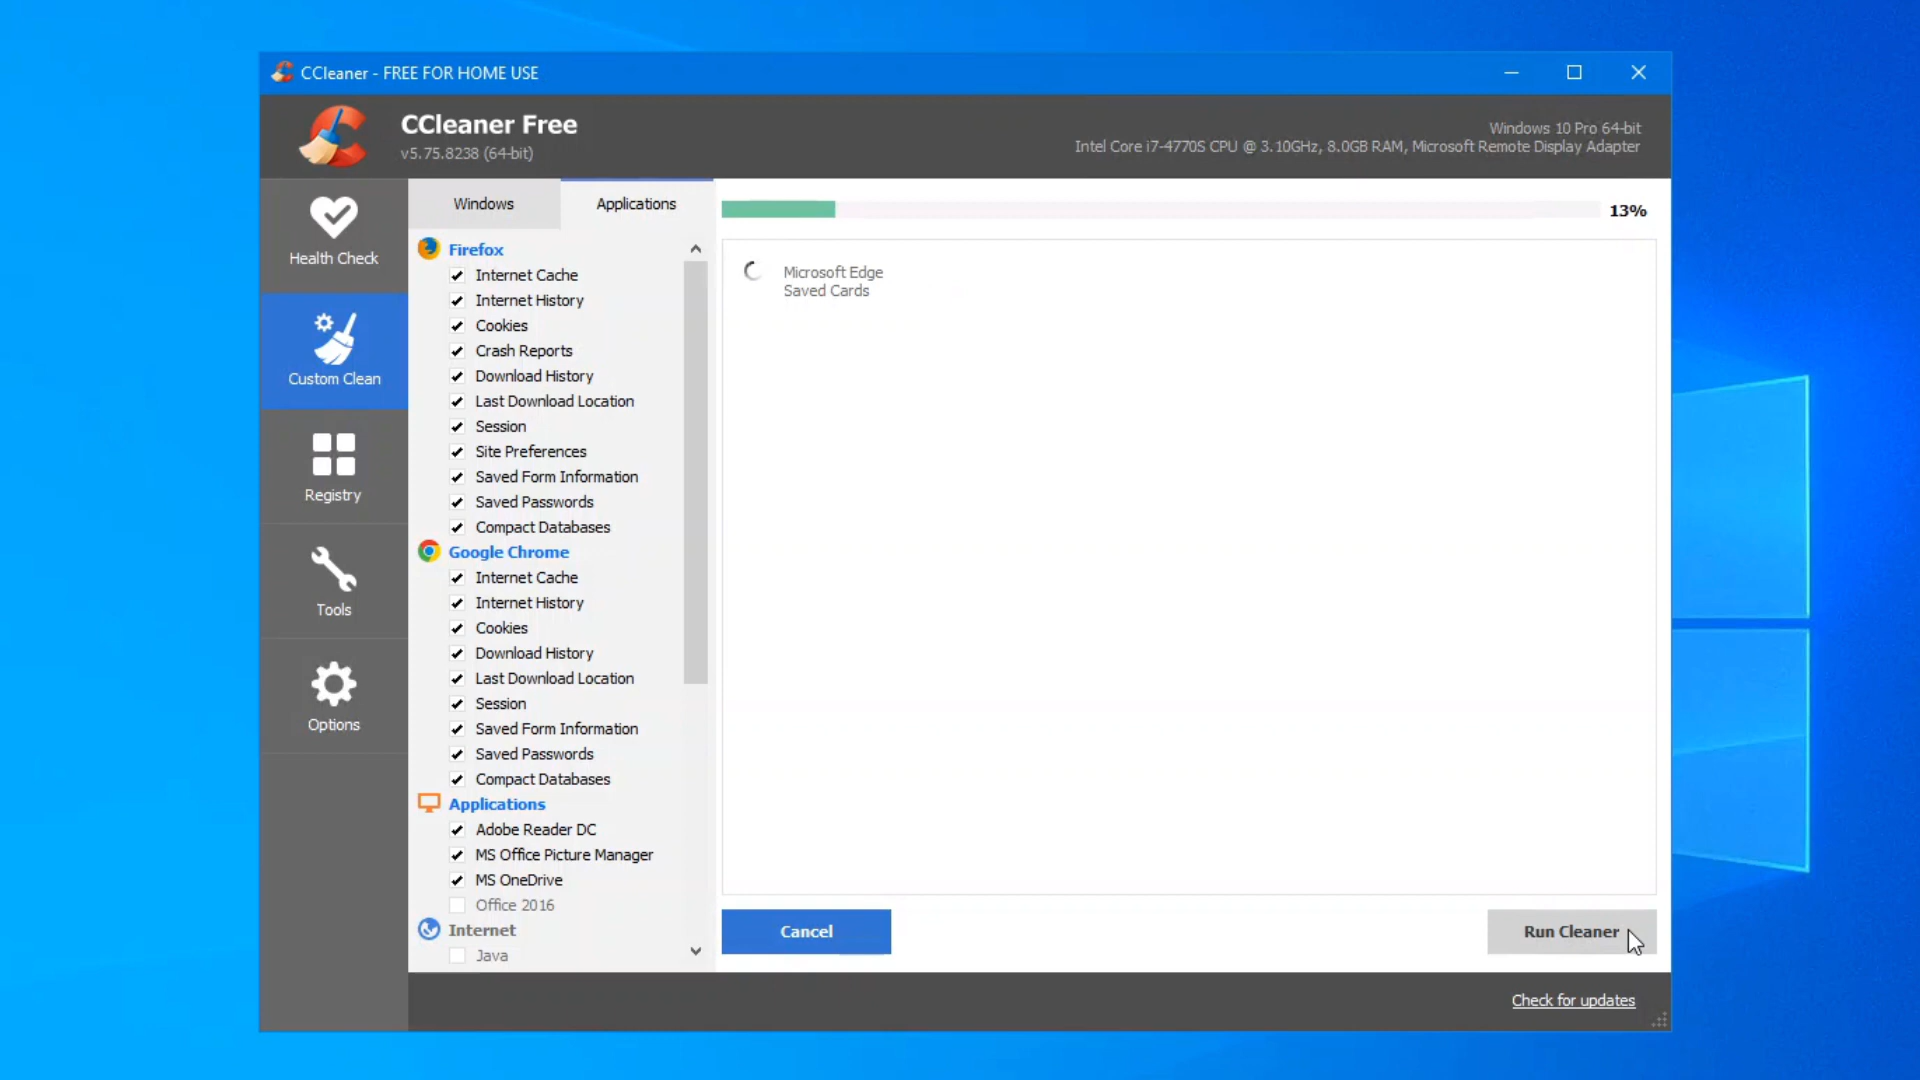 CCleaner - FREE FOR HOME USE
CCleaner Free
v5.75.8238 (64-bit)
Windows 10 Pro 64-bit
Intel Core i7-4770S CPU @ 3.10GHz, 8.0GB RAM, Microsoft Remote Display Adapter
Health Check
Custom Clean
Registry
Tools
Options
Windows
Applications
Firefox
Internet Cache
Internet History
Cookies
Crash Reports
Download History
Last Download Location
Session
Site Preferences
Saved Form Information
Saved Passwords
Compact Databases
Google Chrome
Internet Cache
Internet History
Cookies
Download History
Last Download Location
Session
Saved Form Information
Saved Passwords
Compact Databases
Applications
Adobe Reader DC
MS Office Picture Manager
MS OneDrive
Office 2016
Internet
Java
13%
Microsoft Edge
Saved Cards
Cancel
Run Cleaner
Check for updates